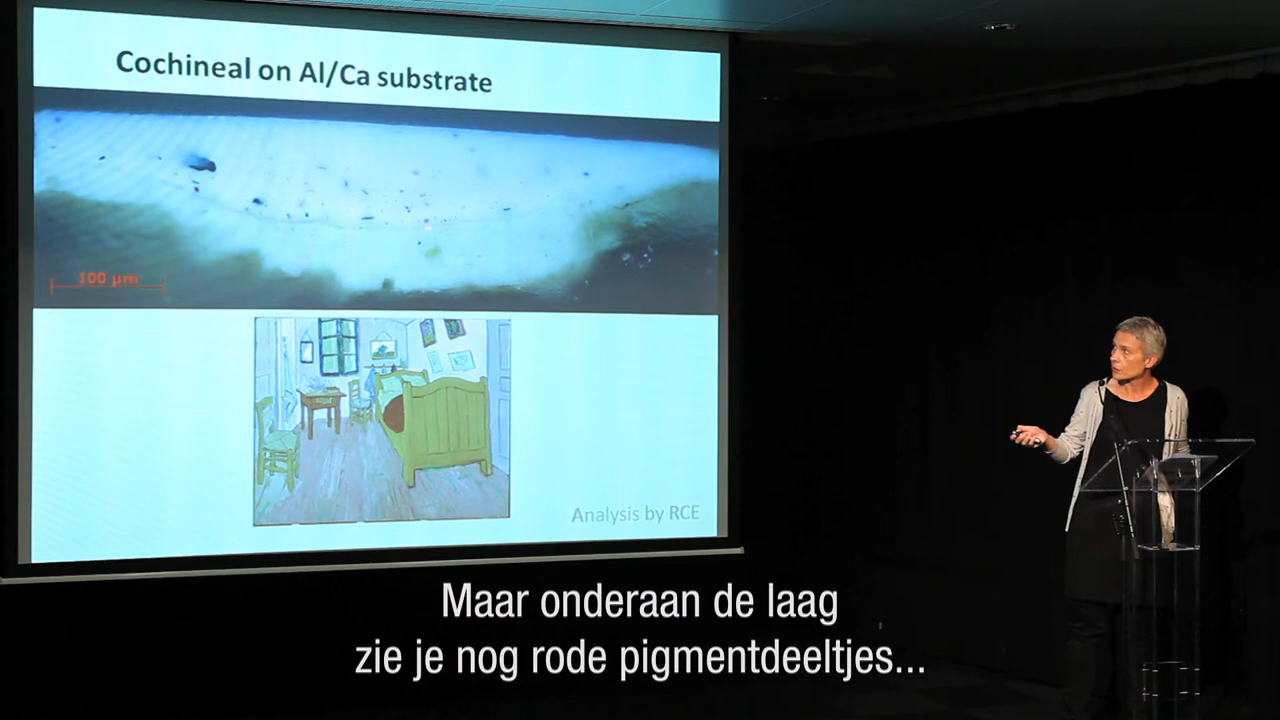 Cochineal on Al/Ca substrate
100 µm
Analysis by RCE
Maar onderaan de laag
zie je nog rode pigmentdeeltjes...